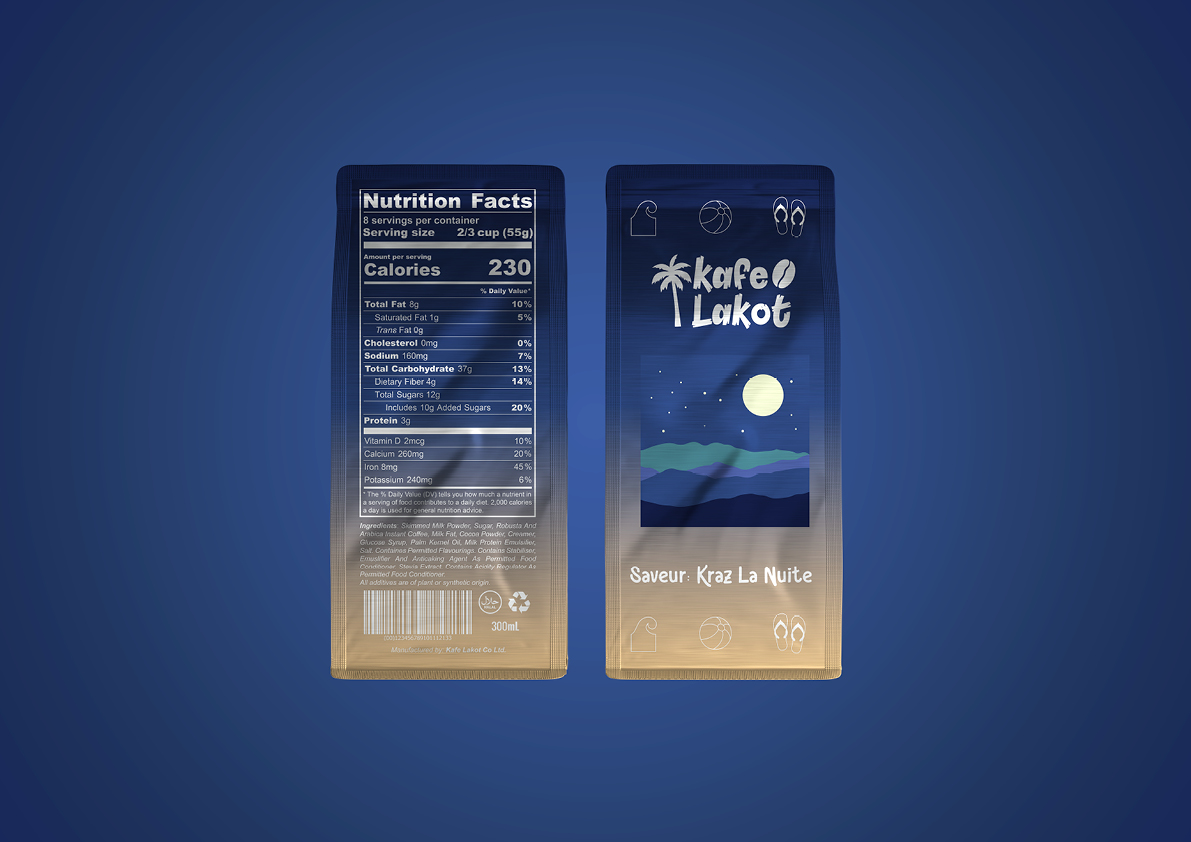 Nutrition Facts
8 servings per container
Serving size 2/3 cup (55g)
Amount per serving
Calories 230
% Daily Value*
Total Fat 8g 10%
Saturated Fat 1g 5%
Trans Fat 0g
Cholesterol 0mg 0%
Sodium 160mg 7%
Total Carbohydrate 37g 13%
Dietary Fiber 4g 14%
Total Sugars 12g
Includes 10g Added Sugars 20%
Protein 3g
Vitamin D 2mcg 10%
Calcium 260mg 20%
Iron 8mg 45%
Potassium 240mg 6%
* The % Daily Value (DV) tells you how much a nutrient in
a serving of food contributes to a daily diet. 2,000 calories
a day is used for general nutrition advice.
Ingredients: Skimmed Milk Powder, Sugar, Robusta And
Arabica Instant Coffee, Milk Fat, Cocoa Powder, Creamer,
Glucose Syrup, Palm Kernel Oil, Milk Protein Emulsifier,
Salt. Contained Permitted Flavourings. Contains Stabiliser,
Emulsifier And Anticaking Agent As Permitted Food
Conditioner. Stevia Extract. Contains Acidity Regulator As
Permitted Food Conditioner.
All additives are of plant or synthetic origin.
حلال
HALAL
300mL
Manufactured by: Kafe Lakot Co Ltd.
kafe
Lakot
Saveur: Kraz La Nuite